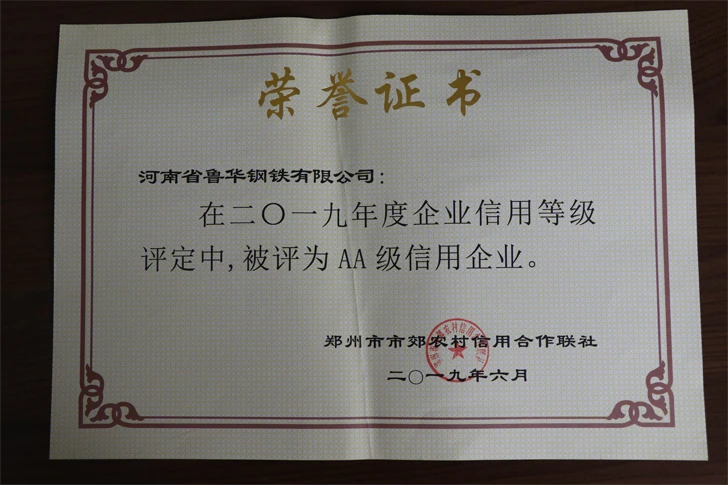 荣誉证书
河南省鲁华钢铁有限公司：
在二〇一九年度企业信用等级
评定中，被评为AA级信用企业。
郑州市市郊农村信用合作联社
二〇一九年六月